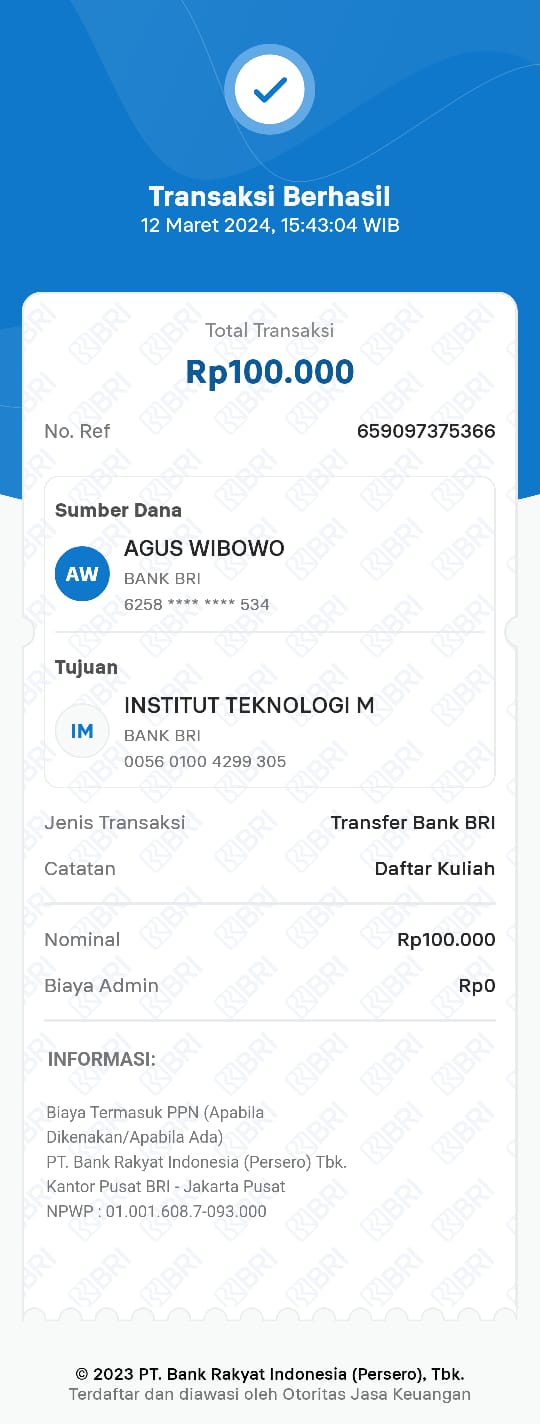 Transaksi Berhasil
12 Maret 2024, 15:43:04 WIB
Total Transaksi
Rp100.000
No. Ref 659097375366
Sumber Dana
AW
AGUS WIBOWO
BANK BRI
6258 **** **** 534
Tujuan
IM
INSTITUT TEKNOLOGI M
BANK BRI
0056 0100 4299 305
Jenis Transaksi Transfer Bank BRI
Catatan Daftar Kuliah
Nominal Rp100.000
Biaya Admin Rp0
INFORMASI:
Biaya Termasuk PPN (Apabila
Dikenakan/Apabila Ada)
PT. Bank Rakyat Indonesia (Persero) Tbk.
Kantor Pusat BRI - Jakarta Pusat
NPWP : 01.001.608.7-093.000
© 2023 PT. Bank Rakyat Indonesia (Persero), Tbk.
Terdaftar dan diawasi oleh Otoritas Jasa Keuangan